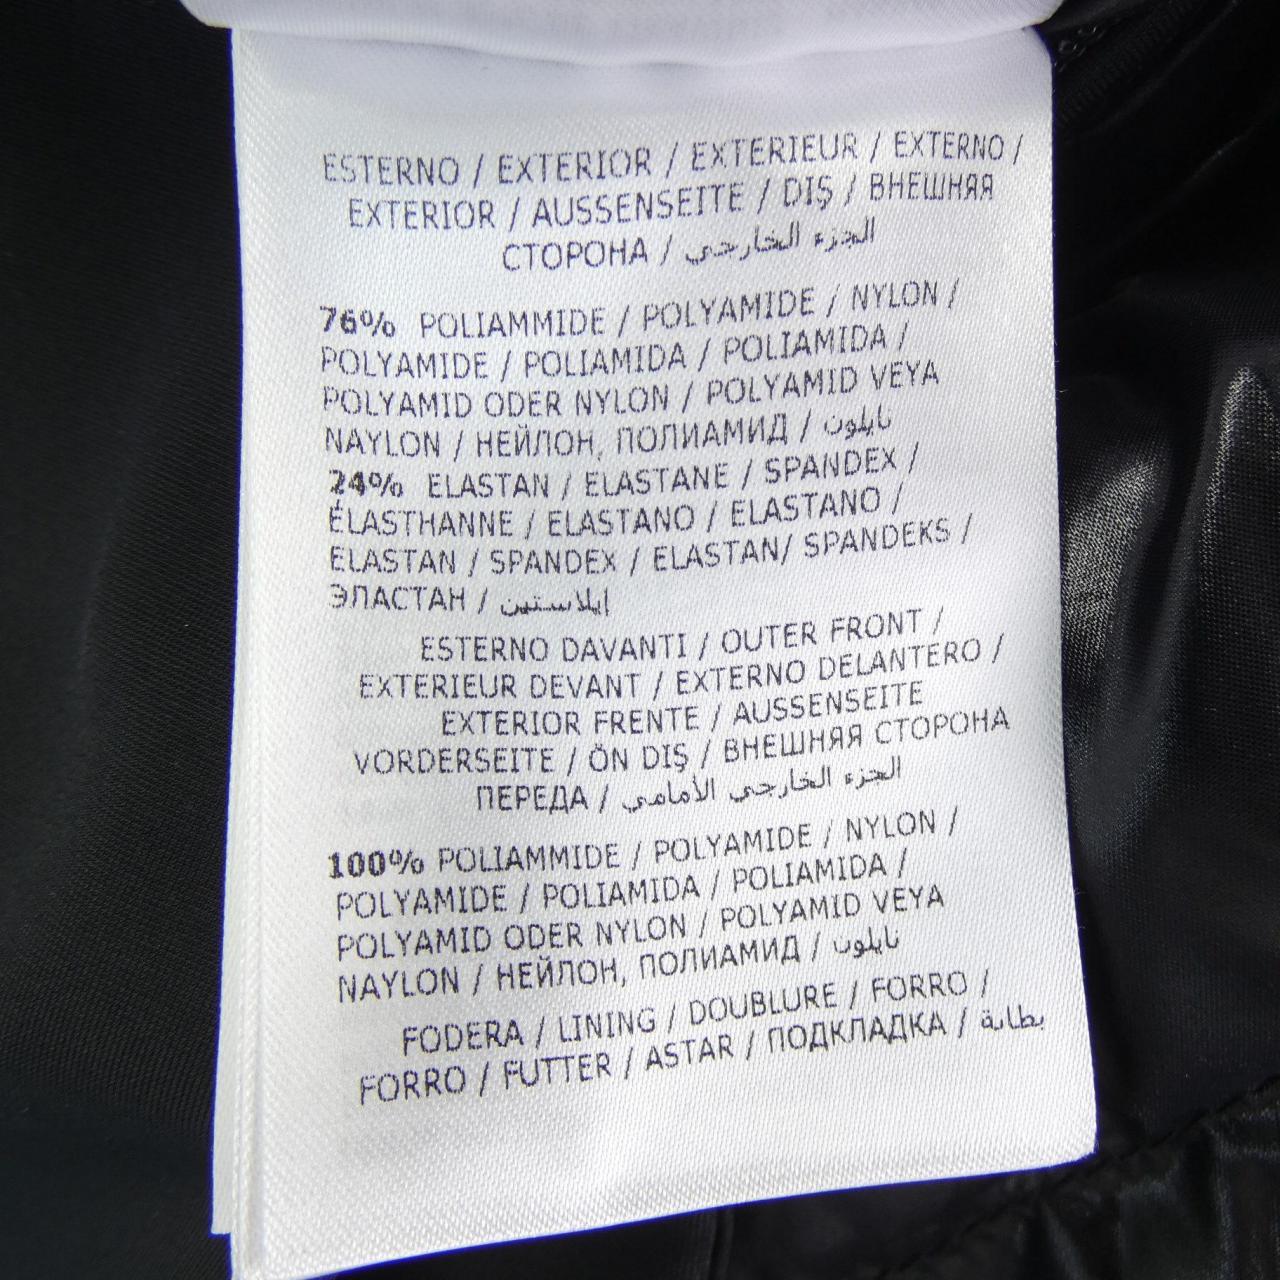 ESTERNO / EXTERIOR / EXTERIEUR / EXTERNO /
EXTERIOR / AUSSENSEITE / DIŞ / ВНЕШНЯЯ
СТОРОНА / الجزء الخارجي
76% POLIAMMIDE / POLYAMIDE / NYLON /
POLYAMIDE / POLIAMIDA / POLIAMIDA /
POLYAMID ODER NYLON / POLYAMID VEYA
NAYLON / НЕЙЛОН, ПОЛИАМИД / نايلون
24% ELASTAN / ELASTANE / SPANDEX /
ÉLASTHANNE / ELASTANO / ELASTANO /
ELASTAN / SPANDEX / ELASTAN/ SPANDEKS /
ЭЛАСТАН / إيلاستين
ESTERNO DAVANTI / OUTER FRONT /
EXTERIEUR DEVANT / EXTERNO DELANTERO /
EXTERIOR FRENTE / AUSSENSEITE
VORDERSEITE / ÖN DIŞ / ВНЕШНЯЯ СТОРОНА
ПЕРЕДА / الجزء الخارجي الأمامي
100% POLIAMMIDE / POLYAMIDE / NYLON /
POLYAMIDE / POLIAMIDA / POLIAMIDA /
POLYAMID ODER NYLON / POLYAMID VEYA
NAYLON / НЕЙЛОН, ПОЛИАМИД / نايلون
FODERA / LINING / DOUBLURE / FORRO /
FORRO / FUTTER / ASTAR / ПОДКЛАДКА / بطانة